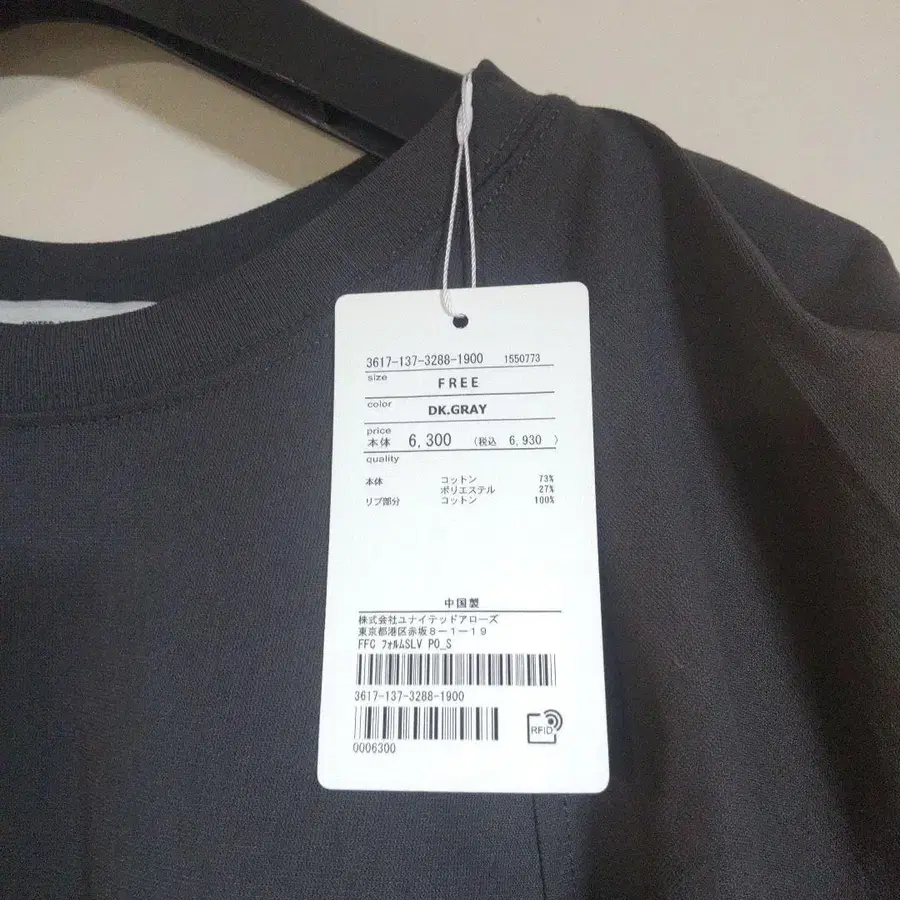 3617-137-3288-1900 1550773
size FREE
color DK.GRAY
price
本体 6,300 (税込 6,930 )
quality
本体 コットン 73%
ポリエステル 27%
リブ部分 コットン 100%
中国製
株式会社ユナイテッドアローズ
東京都港区赤坂8-1-19
FFC フォルムSLV PO_S
3617-137-3288-1900
0006300
RFID